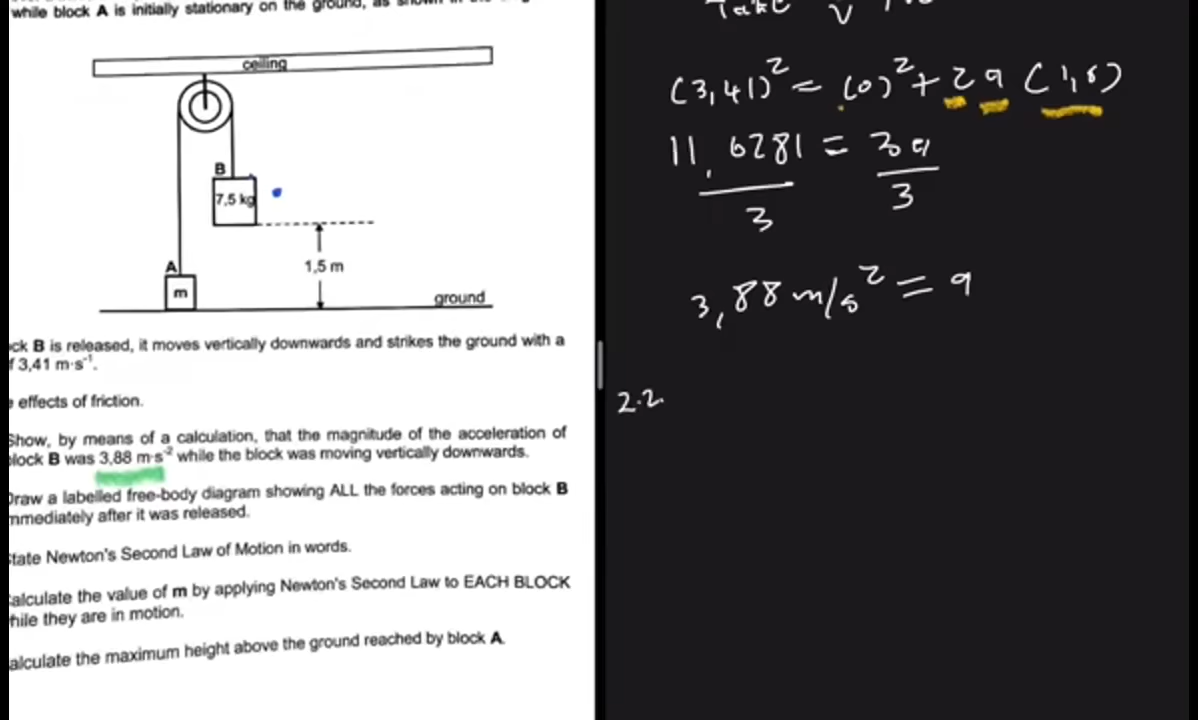 while block A is initially stationary on the ground, as shown in the
ceiling
B
7,5 kg
A
1,5 m
m
ground
ck B is released, it moves vertically downwards and strikes the ground with a
f 3,41 m·s⁻¹.
e effects of friction.
Show, by means of a calculation, that the magnitude of the acceleration of
block B was 3,88 m·s⁻² while the block was moving vertically downwards.
Draw a labelled free-body diagram showing ALL the forces acting on block B
mmediately after it was released.
State Newton's Second Law of Motion in words.
Calculate the value of m by applying Newton's Second Law to EACH BLOCK
hile they are in motion.
alculate the maximum height above the ground reached by block A.
Take
(3,41)² = (0)² + 2a (1,5)
11,6281 = 3a
3 3
3,88 m/s² = a
2.2.